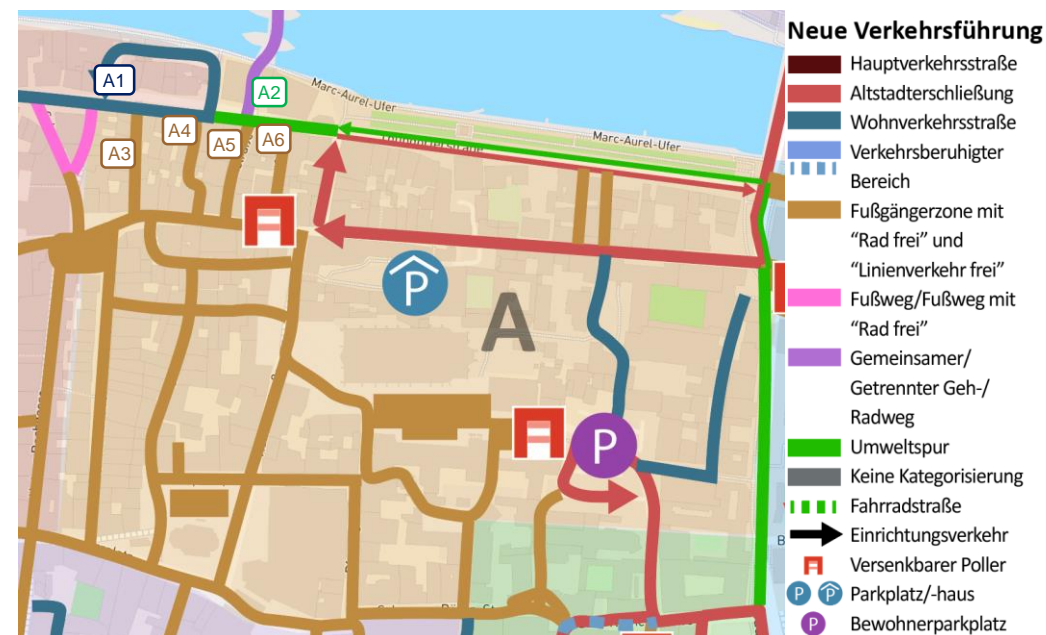 Neue Verkehrsführung
Hauptverkehrsstraße
Altstadterschließung
Wohnverkehrsstraße
Verkehrsberuhigter
Bereich
Fußgängerzone mit
“Rad frei” und
“Linienverkehr frei”
Fußweg/Fußweg mit
“Rad frei”
Gemeinsamer/
Getrennter Geh-/
Radweg
Umweltspur
Keine Kategorisierung
Fahrradstraße
Einrichtungsverkehr
Versenkbarer Poller
P P Parkplatz/-haus
P Bewohnerparkplatz
A1
A2
A3
A4
A5
A6
Marc-Aurel-Ufer
Marc-Aurel-Ufer
P
A
P